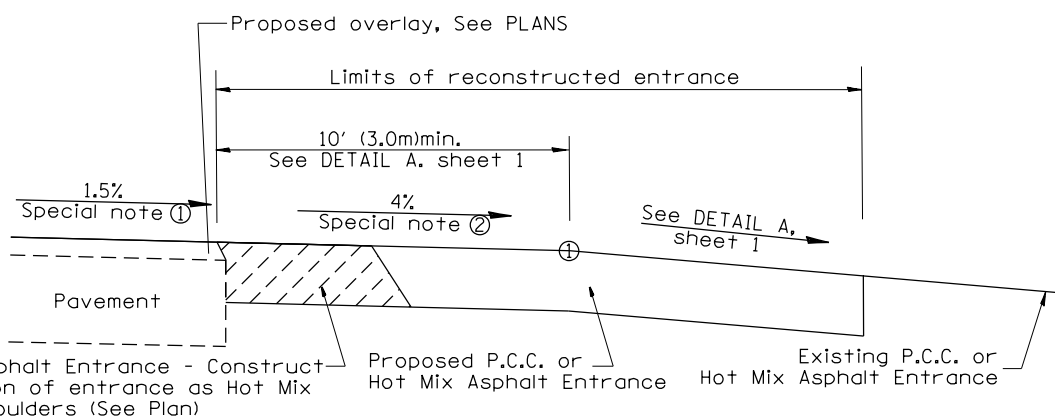 Proposed overlay, See PLANS
Limits of reconstructed entrance
10' (3.0m)min.
See DETAIL A. sheet 1
1.5%
Special note ①
4%
Special note ②
See DETAIL A,
sheet 1
①
Pavement
phalt Entrance - Construct
on of entrance as Hot Mix
oulders (See Plan)
Proposed P.C.C. or
Hot Mix Asphalt Entrance
Existing P.C.C. or
Hot Mix Asphalt Entrance